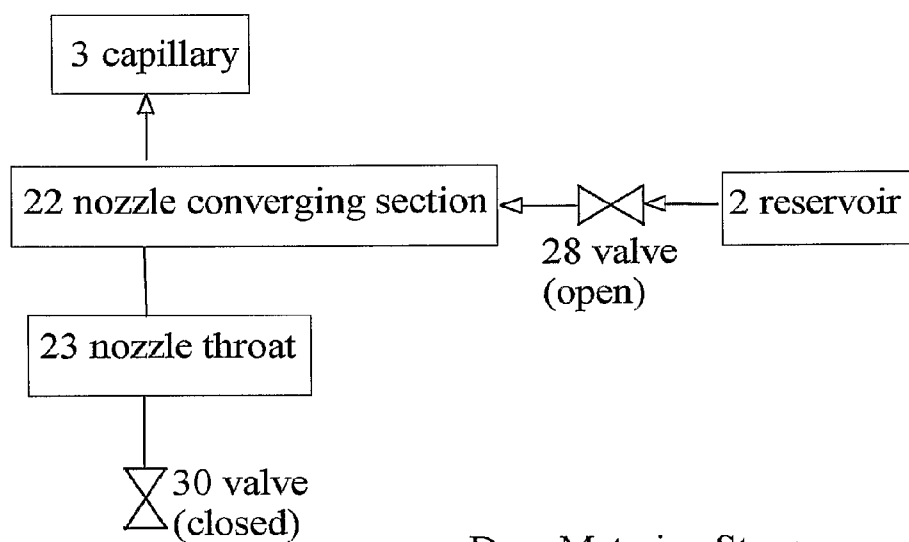 3 capillary
22 nozzle converging section
2 reservoir
28 valve
(open)
23 nozzle throat
30 valve
(closed)